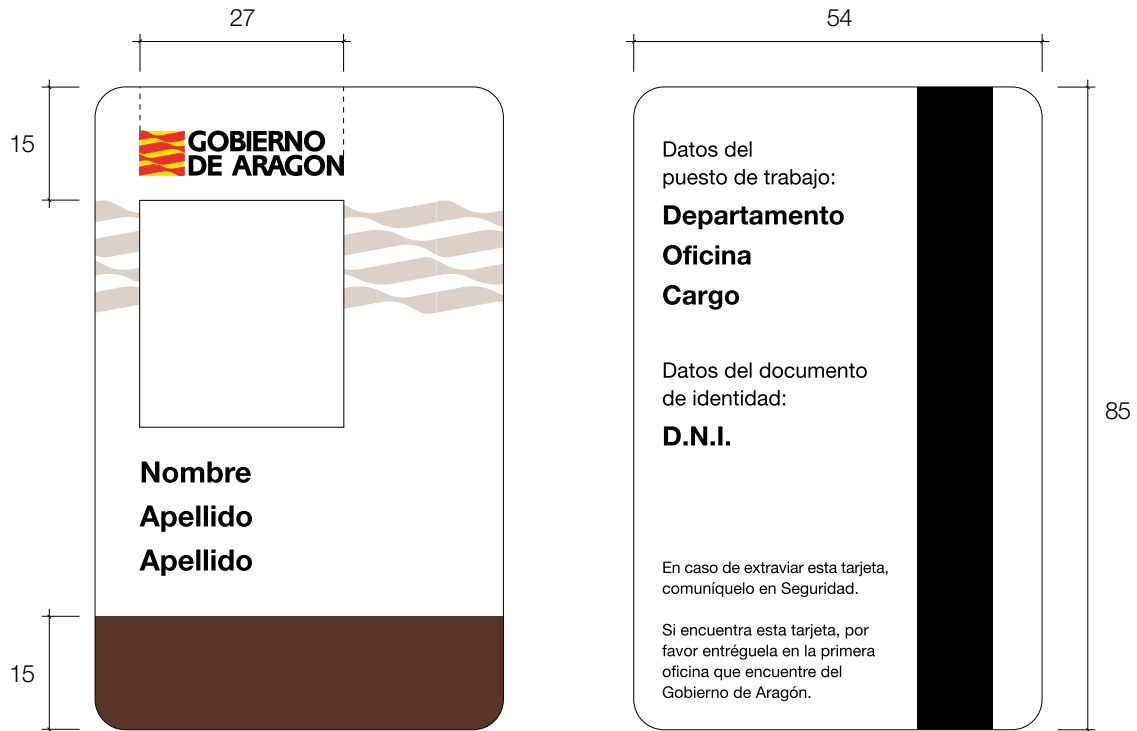 27
15
GOBIERNO
DE ARAGON
Nombre
Apellido
Apellido
15
54
85
Datos del
puesto de trabajo:
Departamento
Oficina
Cargo
Datos del documento
de identidad:
D.N.I.
En caso de extraviar esta tarjeta,
comuníquelo en Seguridad.
Si encuentra esta tarjeta, por
favor entréguela en la primera
oficina que encuentre del
Gobierno de Aragón.